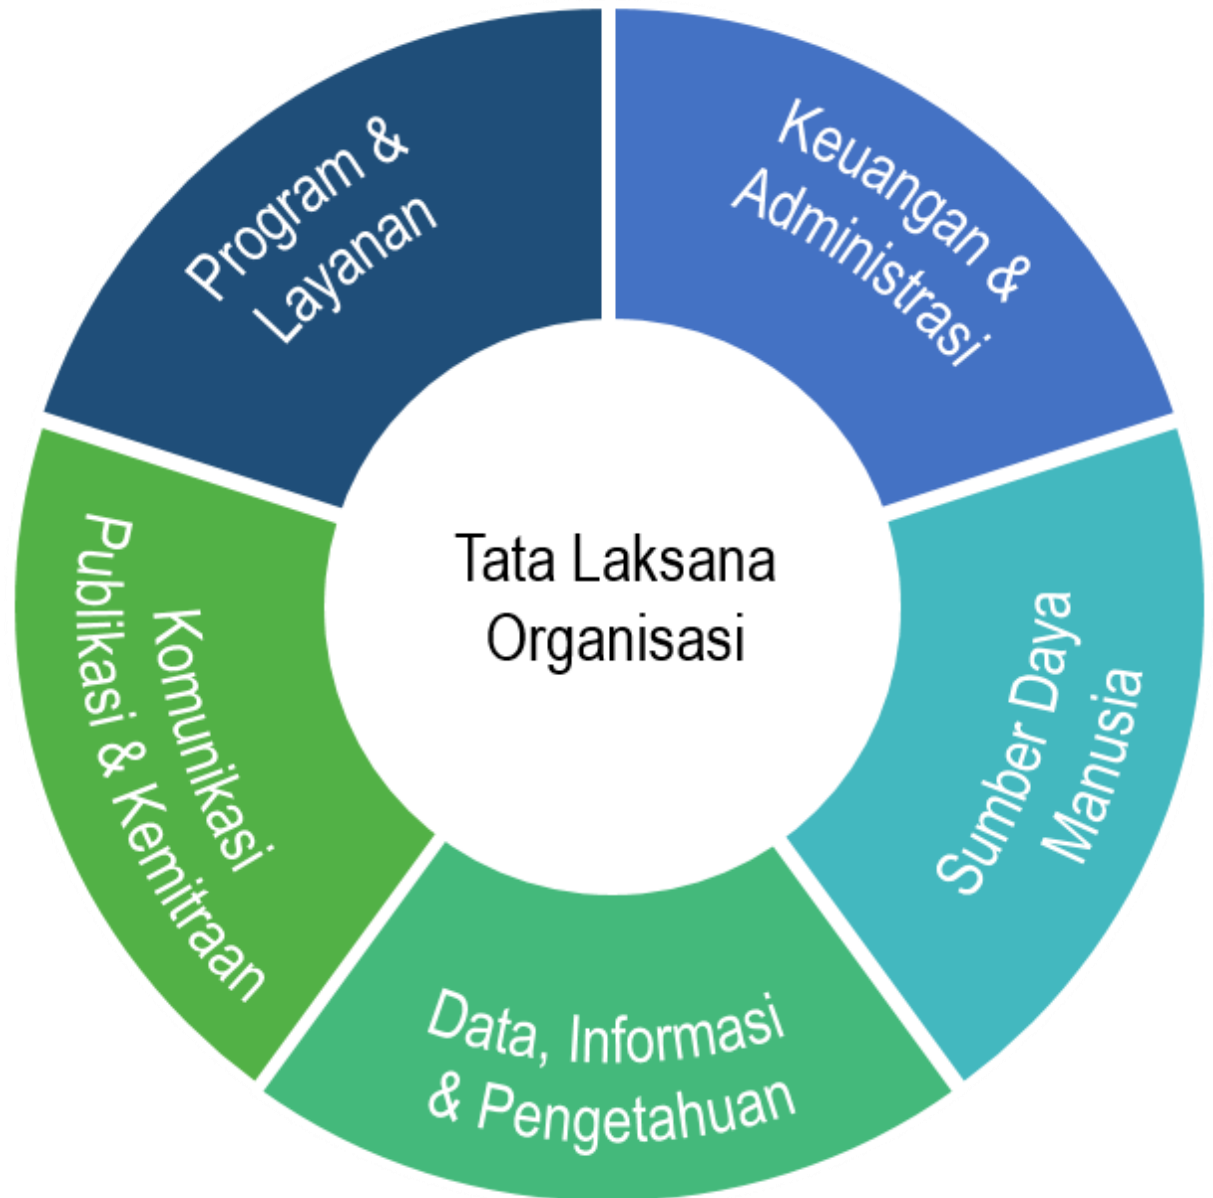 Program &
Layanan
Keuangan &
Administrasi
Tata Laksana
Organisasi
Sumber Daya
Manusia
Komunikasi
Publikasi & Kemitraan
Data, Informasi
& Pengetahuan